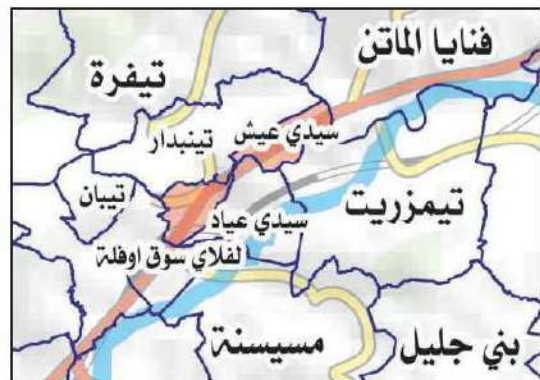 فنايا الماتن
تيفرة
سيدي عيش
تينبدار
تيبان
تيمزريت
سيدي عياد
لفلاي سوق اوفلة
مسيسنة
بني جليل